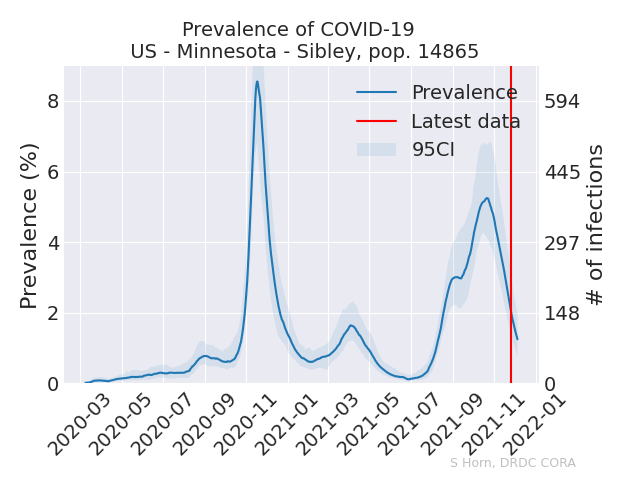 Prevalence of COVID-19
US - Minnesota - Sibley, pop. 14865
Prevalence
Latest data
95CI
Prevalence (%)
8
6
4
2
0
594
445
297
148
0
# of infections
2020-03
2020-05
2020-07
2020-09
2020-11
2021-01
2021-03
2021-05
2021-07
2021-09
2021-11
2022-01
S Horn, DRDC CORA